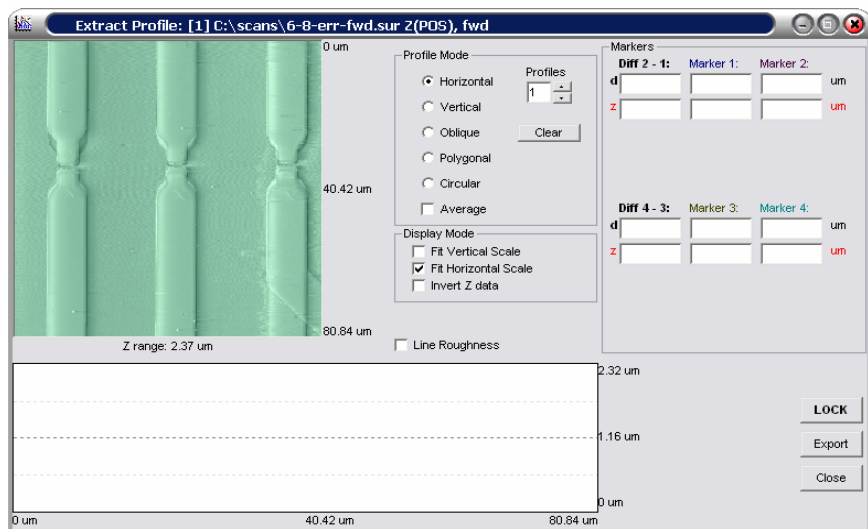 Extract Profile: [1] C:\scans\6-8-err-fwd.sur Z(POS), fwd
0 um
40.42 um
80.84 um
Z range: 2.37 um
Profile Mode
Horizontal
Vertical
Oblique
Polygonal
Circular
Average
Profiles
1
Clear
Display Mode
Fit Vertical Scale
Fit Horizontal Scale
Invert Z data
Line Roughness
Markers
Diff 2 - 1: Marker 1: Marker 2:
d um
z um
Diff 4 - 3: Marker 3: Marker 4:
d um
z um
2.32 um
1.16 um
0 um
0 um 40.42 um 80.84 um
LOCK
Export
Close